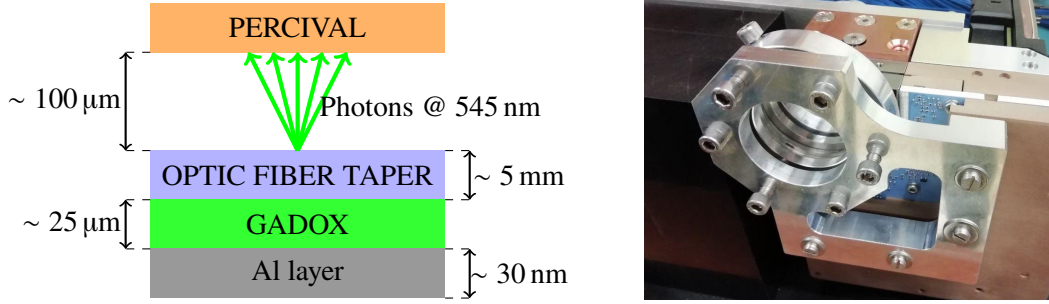 PERCIVAL
~ 100 µm
Photons @ 545 nm
OPTIC FIBER TAPER
~ 5 mm
~ 25 µm
GADOX
Al layer
~ 30 nm